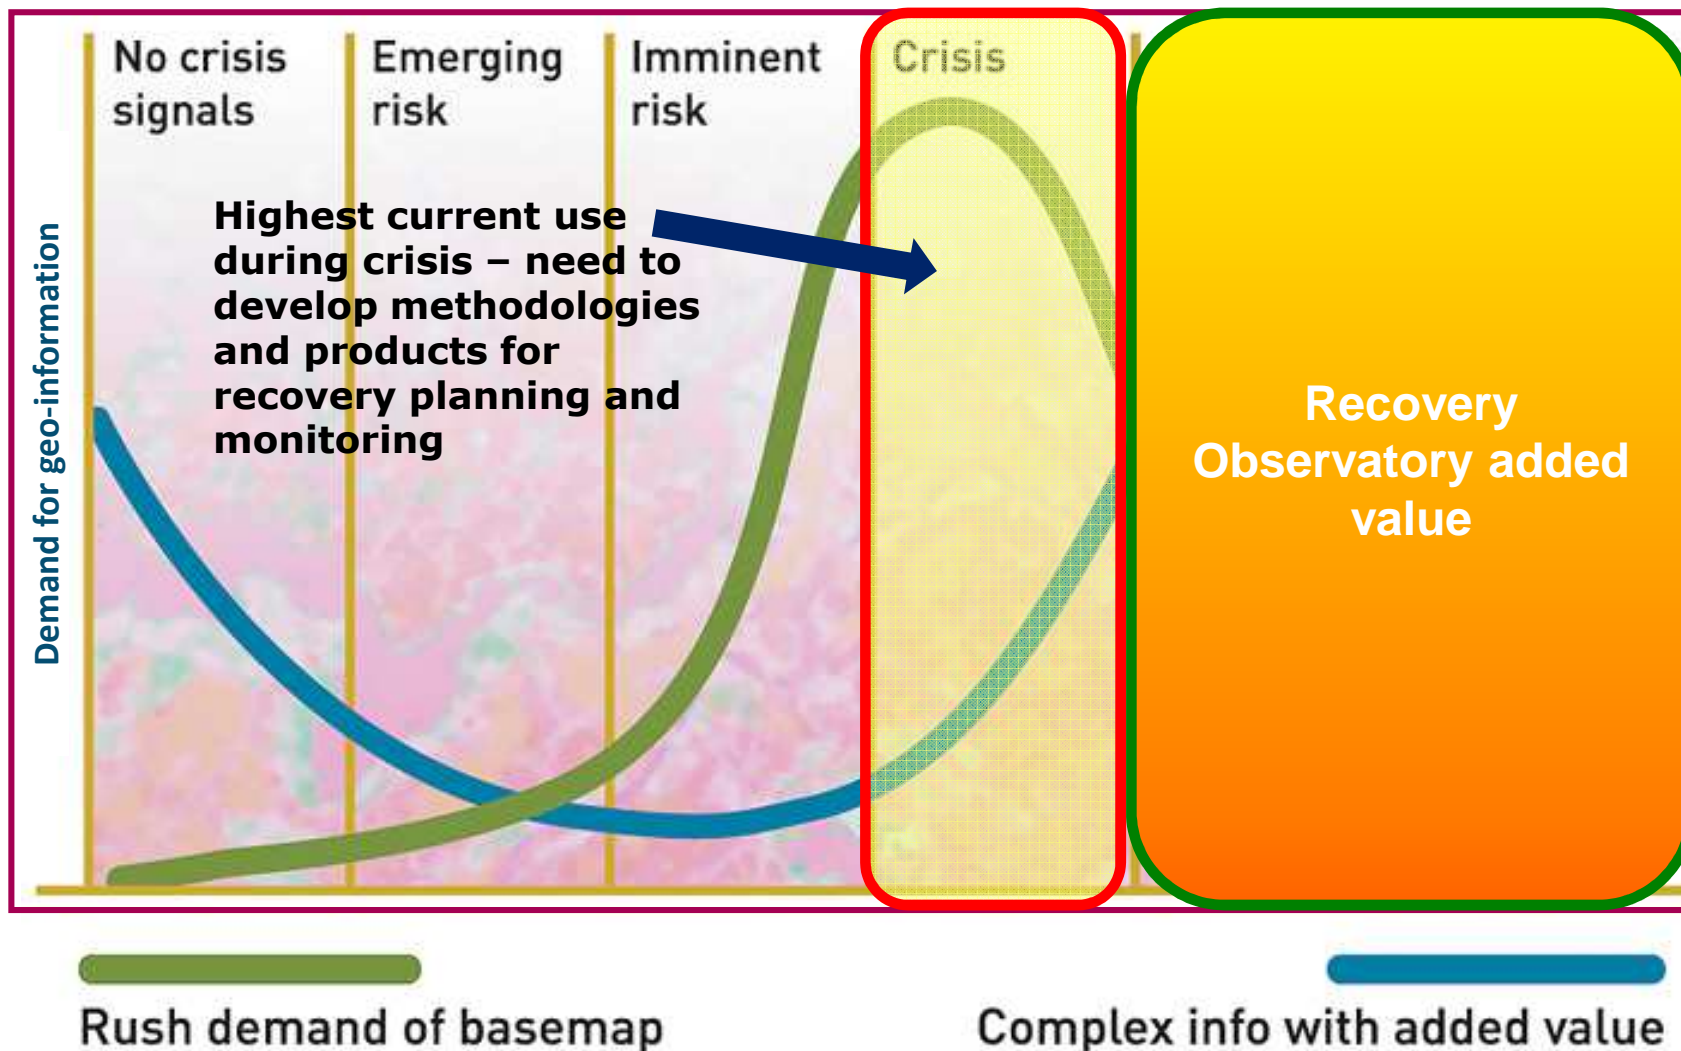 No crisis
signals
Emerging
risk
Imminent
risk
Crisis
Highest current use
during crisis – need to
develop methodologies
and products for
recovery planning and
monitoring
Demand for geo-information
Recovery
Observatory added
value
Rush demand of basemap
Complex info with added value